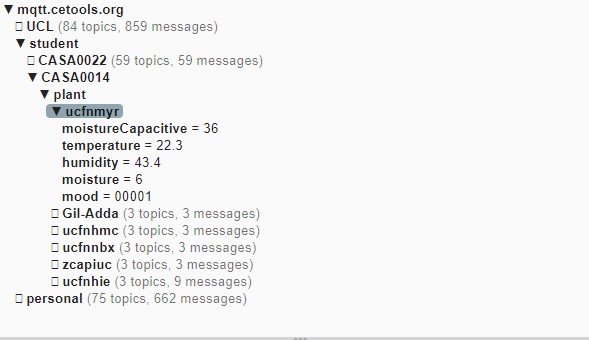 ▼ mqtt.cetools.org
▯ UCL (84 topics, 859 messages)
▼ student
▯ CASA0022 (59 topics, 59 messages)
▼ CASA0014
▼ plant
▼ ucfnmyr
moistureCapacitive = 36
temperature = 22.3
humidity = 43.4
moisture = 6
mood = 00001
▯ Gil-Adda (3 topics, 3 messages)
▯ ucfnhmc (3 topics, 3 messages)
▯ ucfnnbx (3 topics, 3 messages)
▯ zcapiuc (3 topics, 3 messages)
▯ ucfnhie (3 topics, 9 messages)
▯ personal (75 topics, 662 messages)